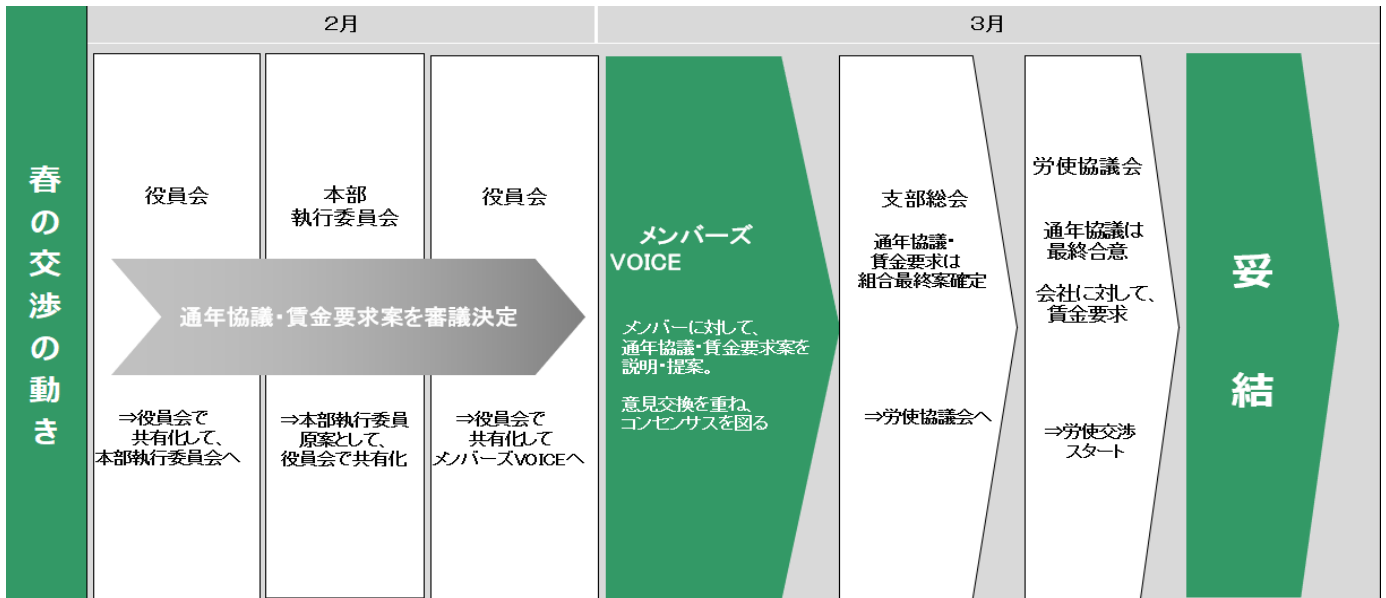 春の交渉の動き
2月
3月
役員会
本部
執行委員会
役員会
通年協議・賃金要求案を審議決定
⇒役員会で
共有化して、
本部執行委員会へ
⇒本部執行委員
原案として、
役員会で共有化
⇒役員会で
共有化して
メンバーズVOICEへ
メンバーズ
VOICE
メンバーに対して、
通年協議・賃金要求案を
説明・提案。
意見交換を重ね、
コンセンサスを図る
支部総会
通年協議・
賃金要求は
組合最終案確定
⇒労使協議会へ
労使協議会
通年協議は
最終合意
会社に対して、
賃金要求
⇒労使交渉
スタート
妥結